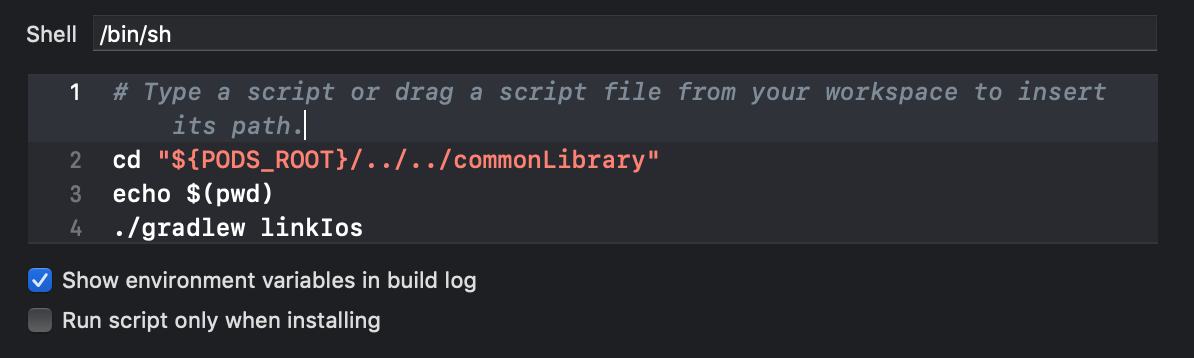 Shell /bin/sh
1 # Type a script or drag a script file from your workspace to insert
its path.
2 cd "${PODS_ROOT}/../../commonLibrary"
3 echo $(pwd)
4 ./gradlew linkIos
Show environment variables in build log
Run script only when installing